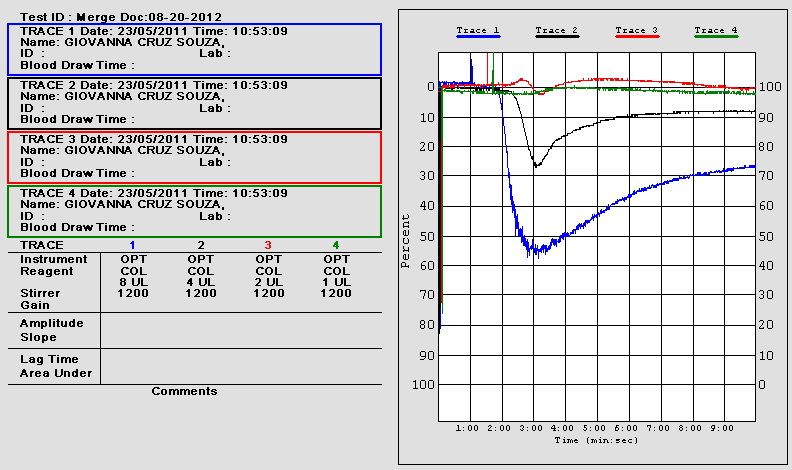 Test ID : Merge Doc:08-20-2012
TRACE 1 Date: 23/05/2011 Time: 10:53:09
Name: GIOVANNA CRUZ SOUZA,
ID : Lab :
Blood Draw Time :
TRACE 2 Date: 23/05/2011 Time: 10:53:09
Name: GIOVANNA CRUZ SOUZA,
ID : Lab :
Blood Draw Time :
TRACE 3 Date: 23/05/2011 Time: 10:53:09
Name: GIOVANNA CRUZ SOUZA,
ID : Lab :
Blood Draw Time :
TRACE 4 Date: 23/05/2011 Time: 10:53:09
Name: GIOVANNA CRUZ SOUZA,
ID : Lab :
Blood Draw Time :
TRACE 1 2 3 4
Instrument OPT OPT OPT OPT
Reagent COL COL COL COL
8 UL 4 UL 2 UL 1 UL
Stirrer 1200 1200 1200 1200
Gain
Amplitude
Slope
Lag Time
Area Under
Comments
Trace 1 Trace 2 Trace 3 Trace 4
0 100
10 90
20 80
30 70
40 60
50 50
60 40
70 30
80 20
90 10
100 0
Percent
1:00 2:00 3:00 4:00 5:00 6:00 7:00 8:00 9:00
Time (min:sec)